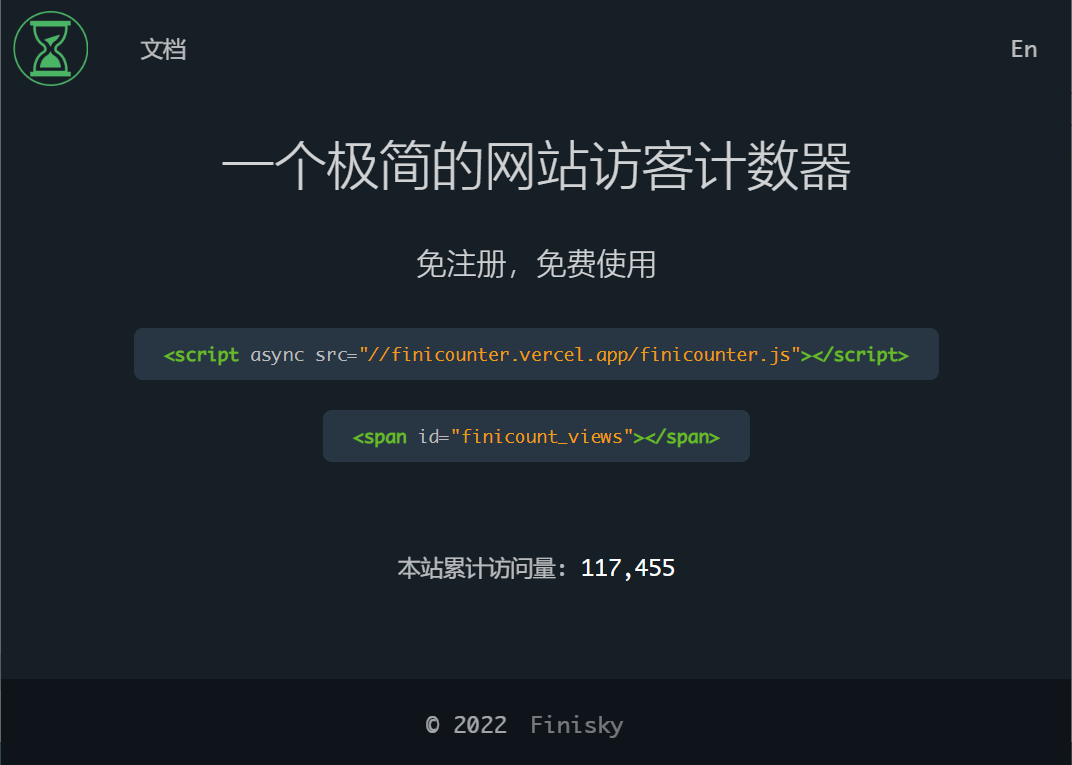 文档
En
一个极简的网站访客计数器
免注册，免费使用
<script async src="//finicounter.vercel.app/finicounter.js"></script>
<span id="finicount_views"></span>
本站累计访问量：117,455
© 2022 Finisky